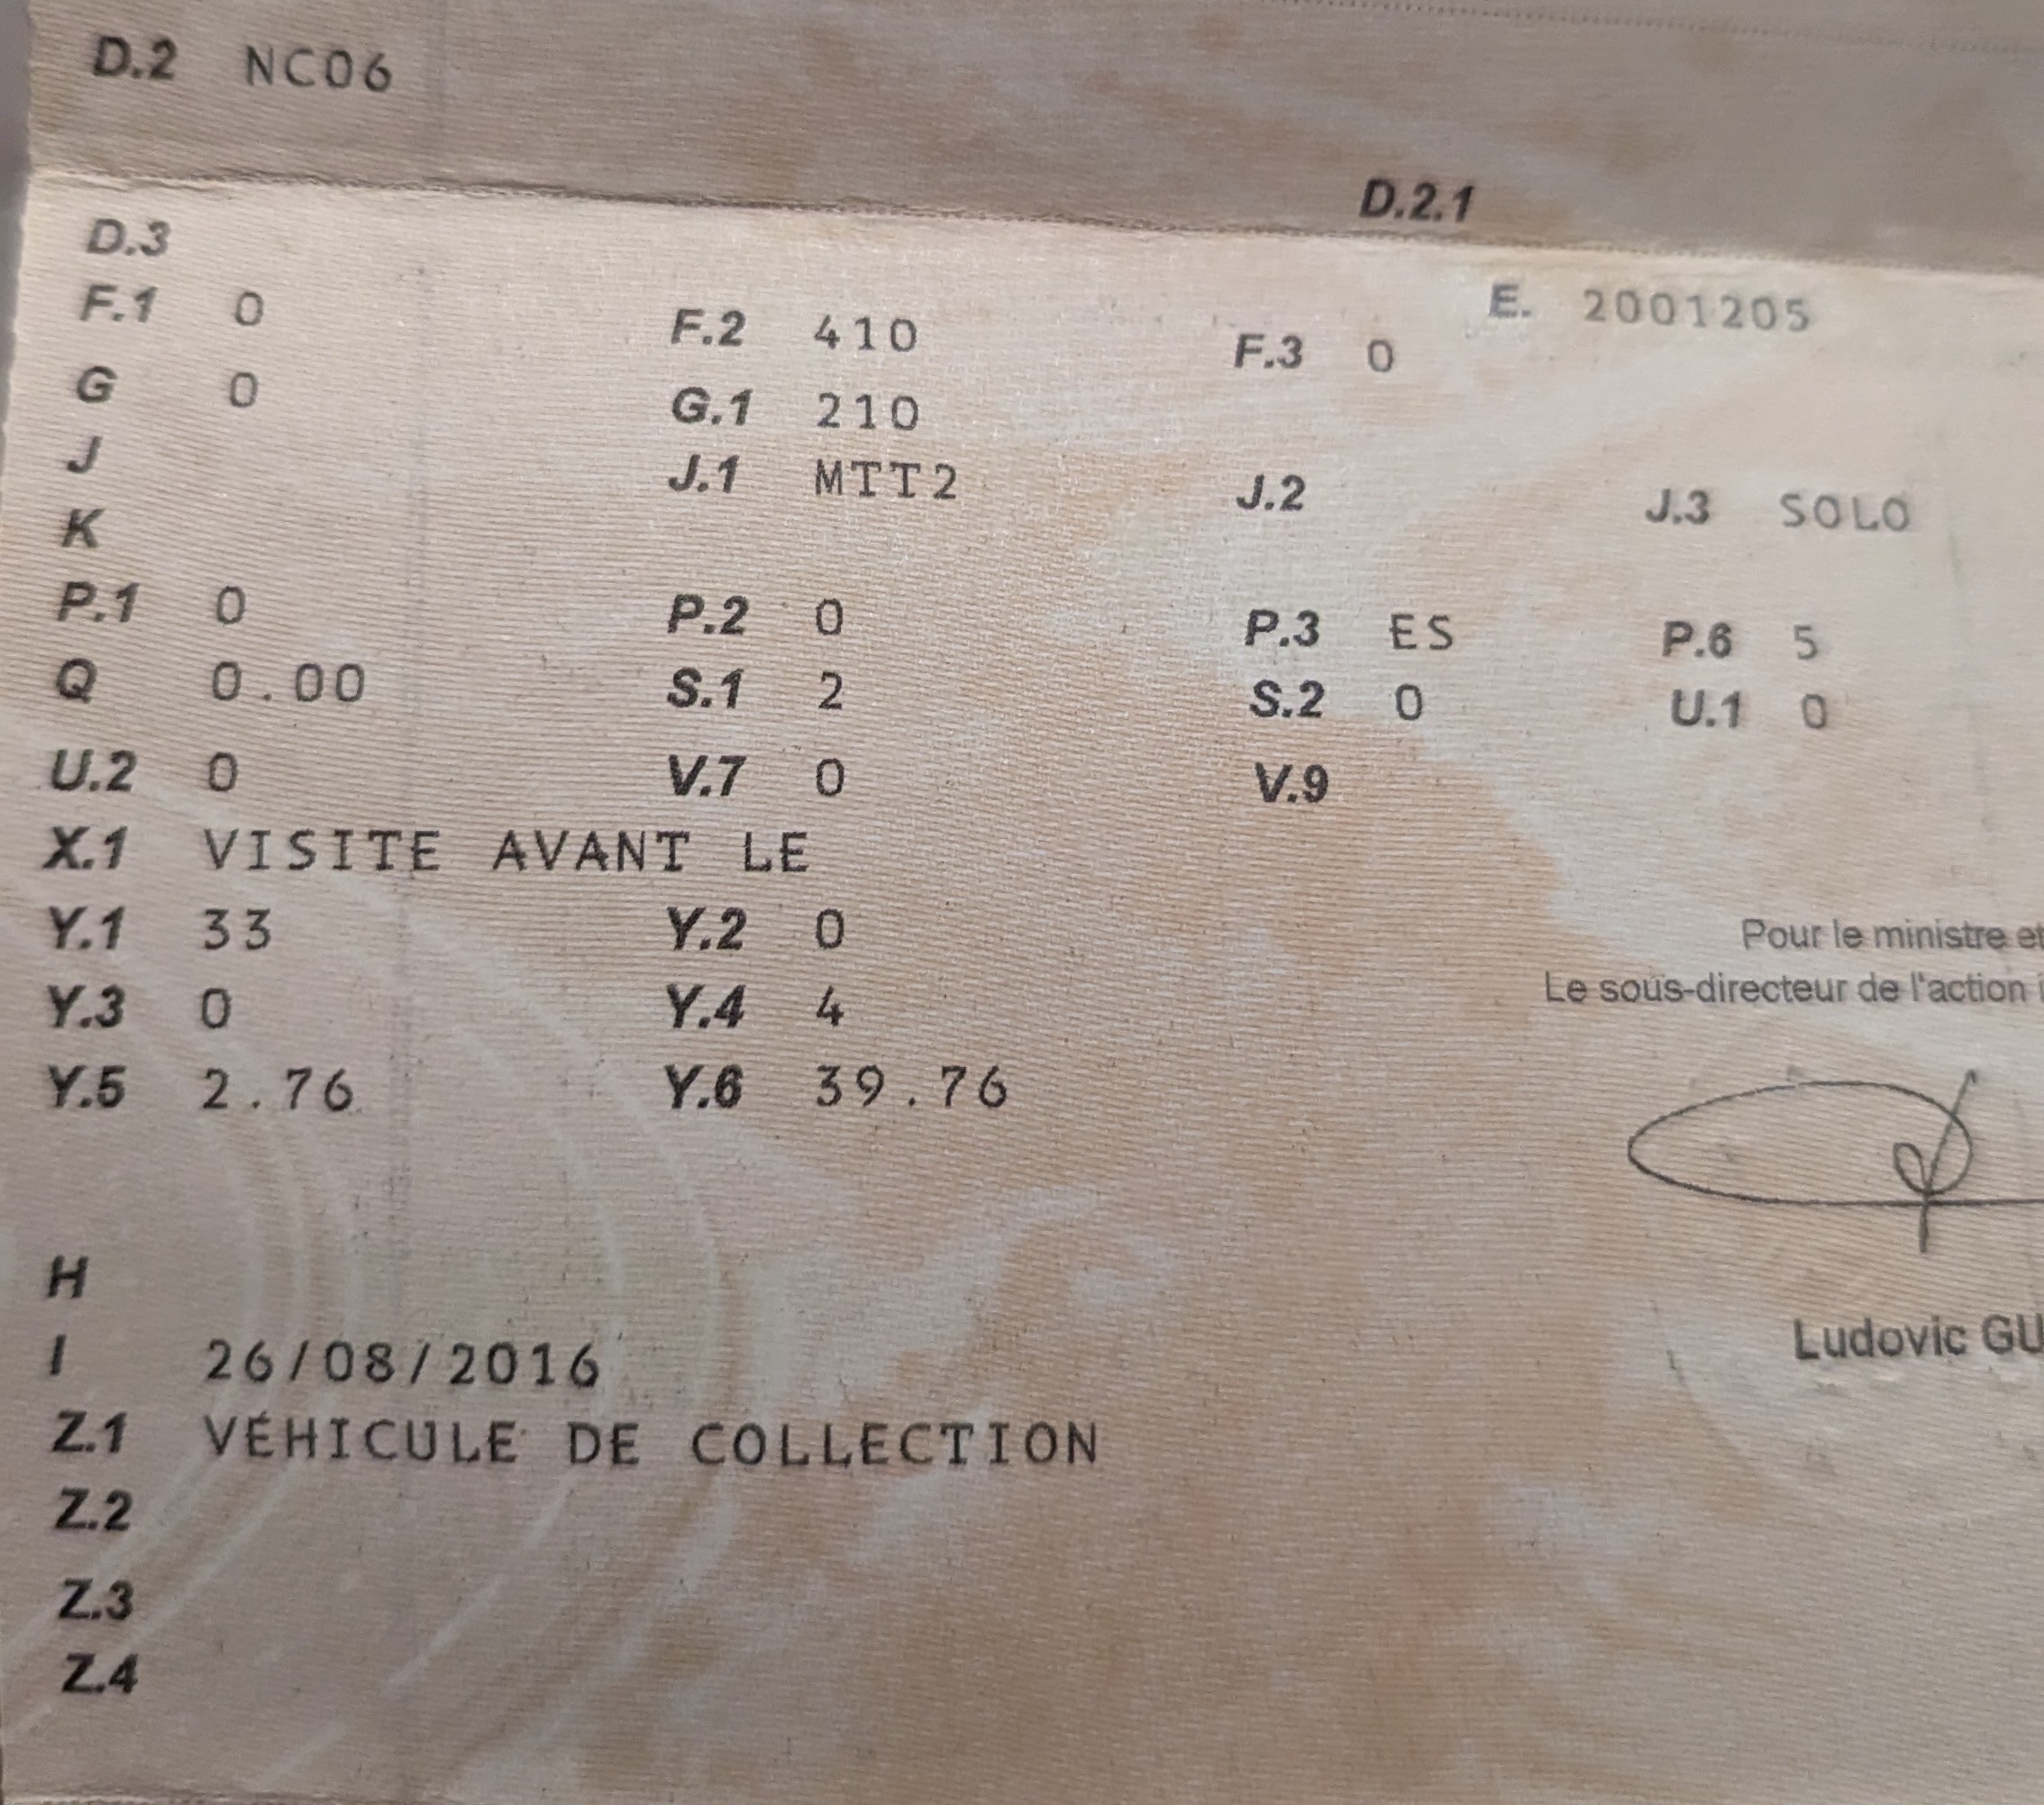 D.2 NC06
D.2.1
D.3
E. 2001205
F.1 0 F.2 410 F.3 0
G 0 G.1 210
J J.1 MTT2 J.2 J.3 SOLO
K
P.1 0 P.2 0 P.3 ES P.6 5
Q 0.00 S.1 2 S.2 0 U.1 0
U.2 0 V.7 0 V.9
X.1 VISITE AVANT LE
Y.1 33 Y.2 0
Y.3 0 Y.4 4
Y.5 2.76 Y.6 39.76
Pour le ministre et
Le sous-directeur de l'action
H
I 26/08/2016
Ludovic GU
Z.1 VÉHICULE DE COLLECTION
Z.2
Z.3
Z.4